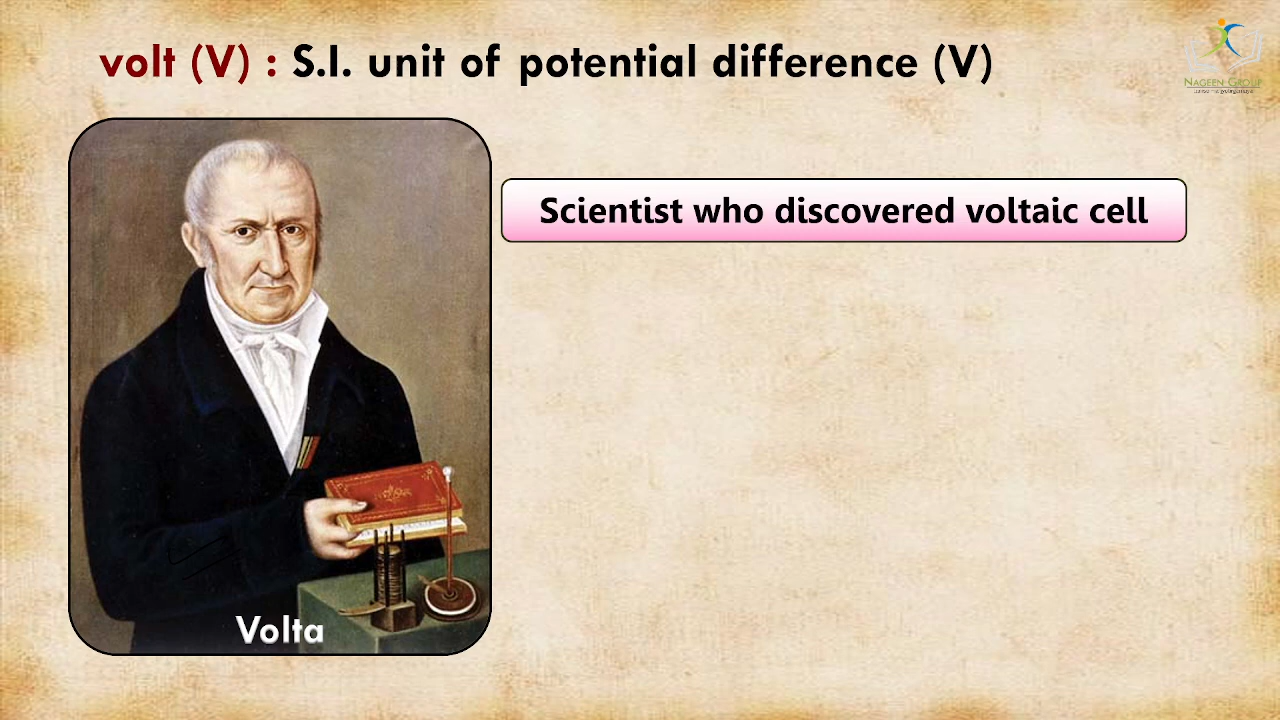 volt (V) : S.I. unit of potential difference (V)
NAGEEN GROUP
Scientist who discovered voltaic cell
Volta